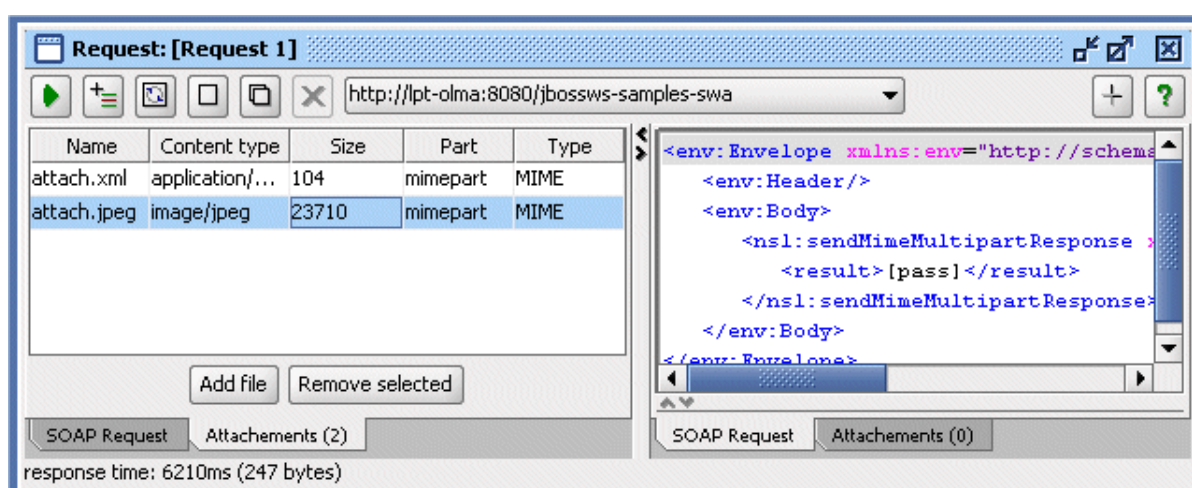 Request: [Request 1]
http://lpt-olma:8080/jbossws-samples-swa
Name Content type Size Part Type
attach.xml application/... 104 mimepart MIME
attach.jpeg image/jpeg 23710 mimepart MIME
Add file Remove selected
SOAP Request Attachements (2)
<env:Envelope xmlns:env="http://schema
<env:Header/>
<env:Body>
<ns1:sendMimeMultipartResponse x
<result>[pass]</result>
</ns1:sendMimeMultipartResponse>
</env:Body>
</env:Envelope>
SOAP Request Attachements (0)
response time: 6210ms (247 bytes)